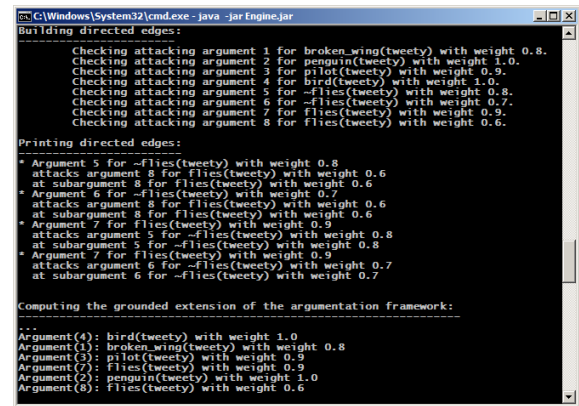 C:\Windows\System32\cmd.exe - java -jar Engine.jar
Building directed edges:
------------------------
Checking attacking argument 1 for broken_wing(tweety) with weight 0.8.
Checking attacking argument 2 for penguin(tweety) with weight 1.0.
Checking attacking argument 3 for pilot(tweety) with weight 0.9.
Checking attacking argument 4 for bird(tweety) with weight 1.0.
Checking attacking argument 5 for ~flies(tweety) with weight 0.8.
Checking attacking argument 6 for ~flies(tweety) with weight 0.7.
Checking attacking argument 7 for flies(tweety) with weight 0.9.
Checking attacking argument 8 for flies(tweety) with weight 0.6.
Printing directed edges:
------------------------
* Argument 5 for ~flies(tweety) with weight 0.8
attacks argument 8 for flies(tweety) with weight 0.6
at subargument 8 for flies(tweety) with weight 0.6
* Argument 6 for ~flies(tweety) with weight 0.7
attacks argument 8 for flies(tweety) with weight 0.6
at subargument 8 for flies(tweety) with weight 0.6
* Argument 7 for flies(tweety) with weight 0.9
attacks argument 5 for ~flies(tweety) with weight 0.8
at subargument 5 for ~flies(tweety) with weight 0.8
* Argument 7 for flies(tweety) with weight 0.9
attacks argument 6 for ~flies(tweety) with weight 0.7
at subargument 6 for ~flies(tweety) with weight 0.7
Computing the grounded extension of the argumentation framework:
----------------------------------------------------------------
...
Argument(4): bird(tweety) with weight 1.0
Argument(1): broken_wing(tweety) with weight 0.8
Argument(3): pilot(tweety) with weight 0.9
Argument(7): flies(tweety) with weight 0.9
Argument(2): penguin(tweety) with weight 1.0
Argument(8): flies(tweety) with weight 0.6